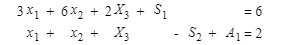 3x₁ + 6x₂ + 2X₃ + S₁ = 6
x₁ + x₂ + X₃ - S₂ + A₁ = 2